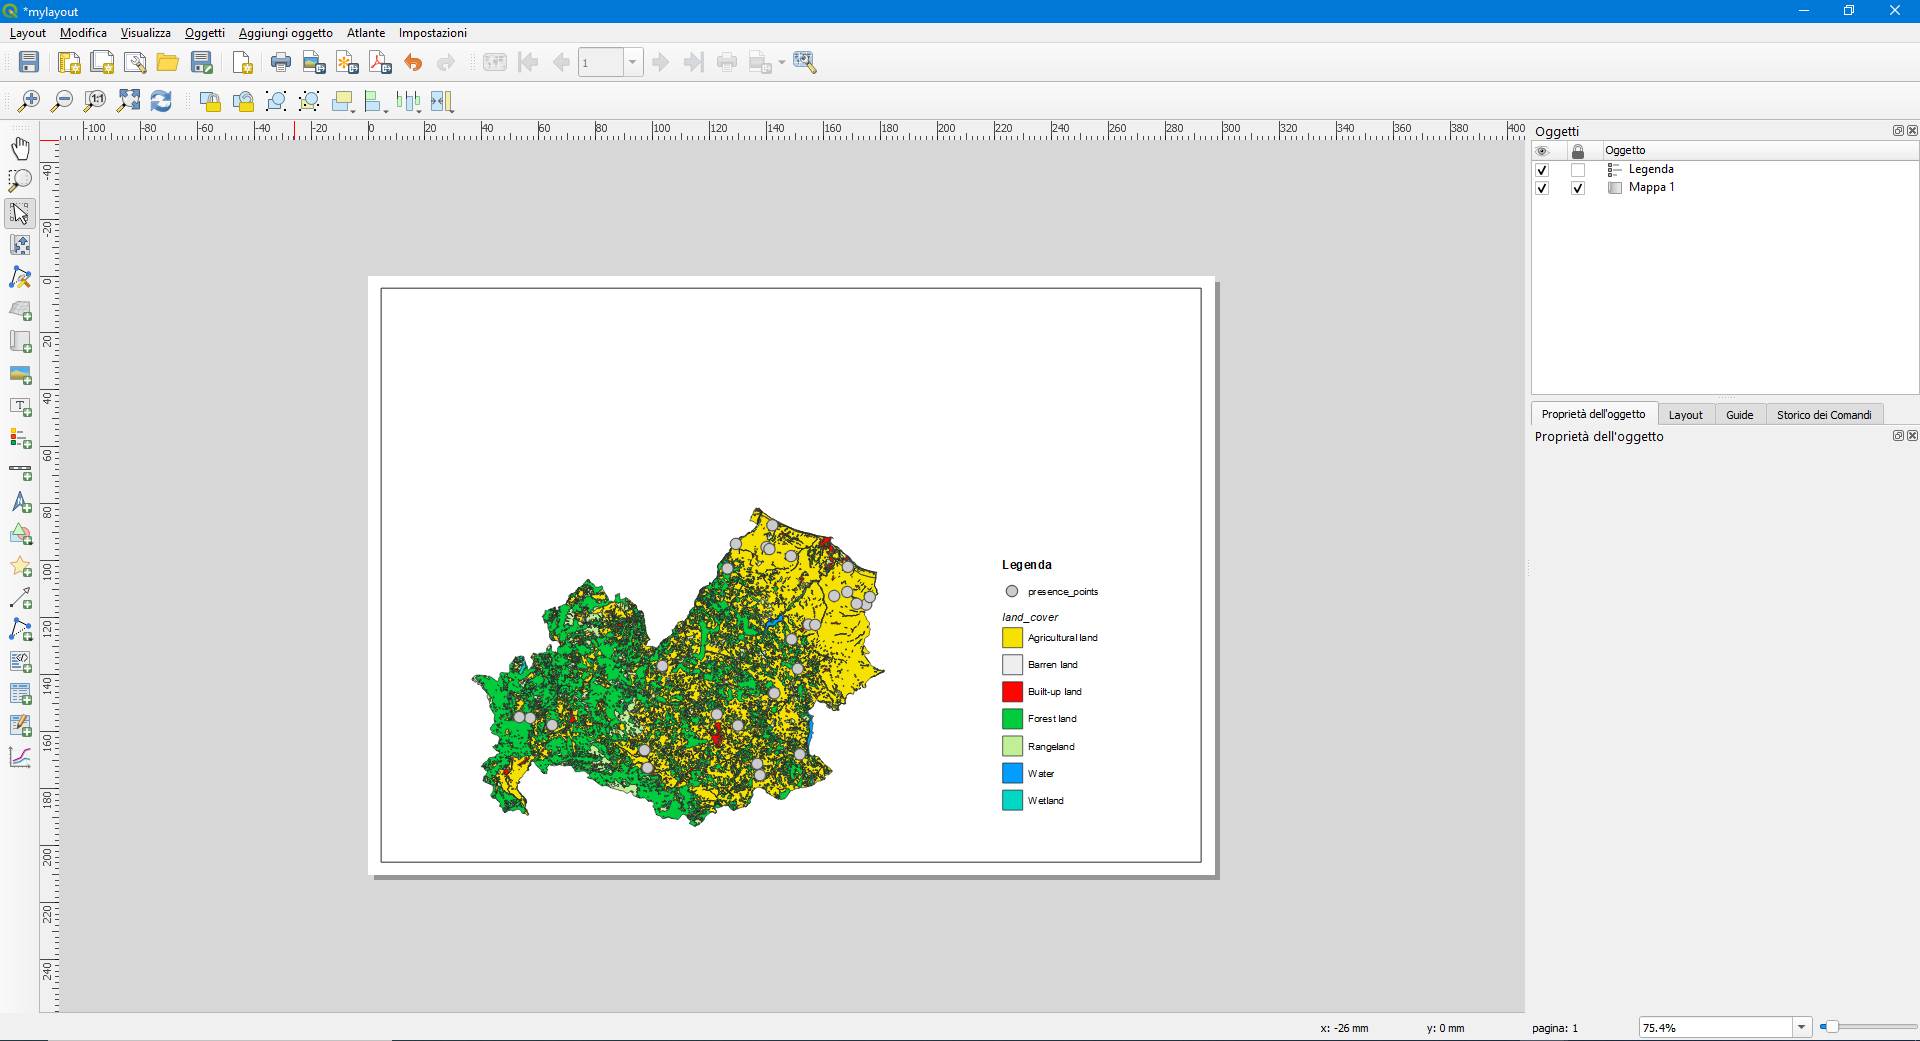 *mylayout
Layout Modifica Visualizza Oggetti Aggiungi oggetto Atlante Impostazioni
1
1:1
-100 -80 -60 -40 -20 0 20 40 60 80 100 120 140 160 180 200 220 240 260 280 300 320 340 360 380 400
-40
-20
0
20
40
60
80
100
120
140
160
180
200
220
240
Legenda
presence_points
land_cover
Agricultural land
Barren land
Built-up land
Forest land
Rangeland
Water
Wetland
Oggetti
Oggetto
Legenda
Mappa 1
Proprietà dell'oggetto Layout Guide Storico dei Comandi
Proprietà dell'oggetto
x: -26 mm y: 0 mm pagina: 1 75.4%